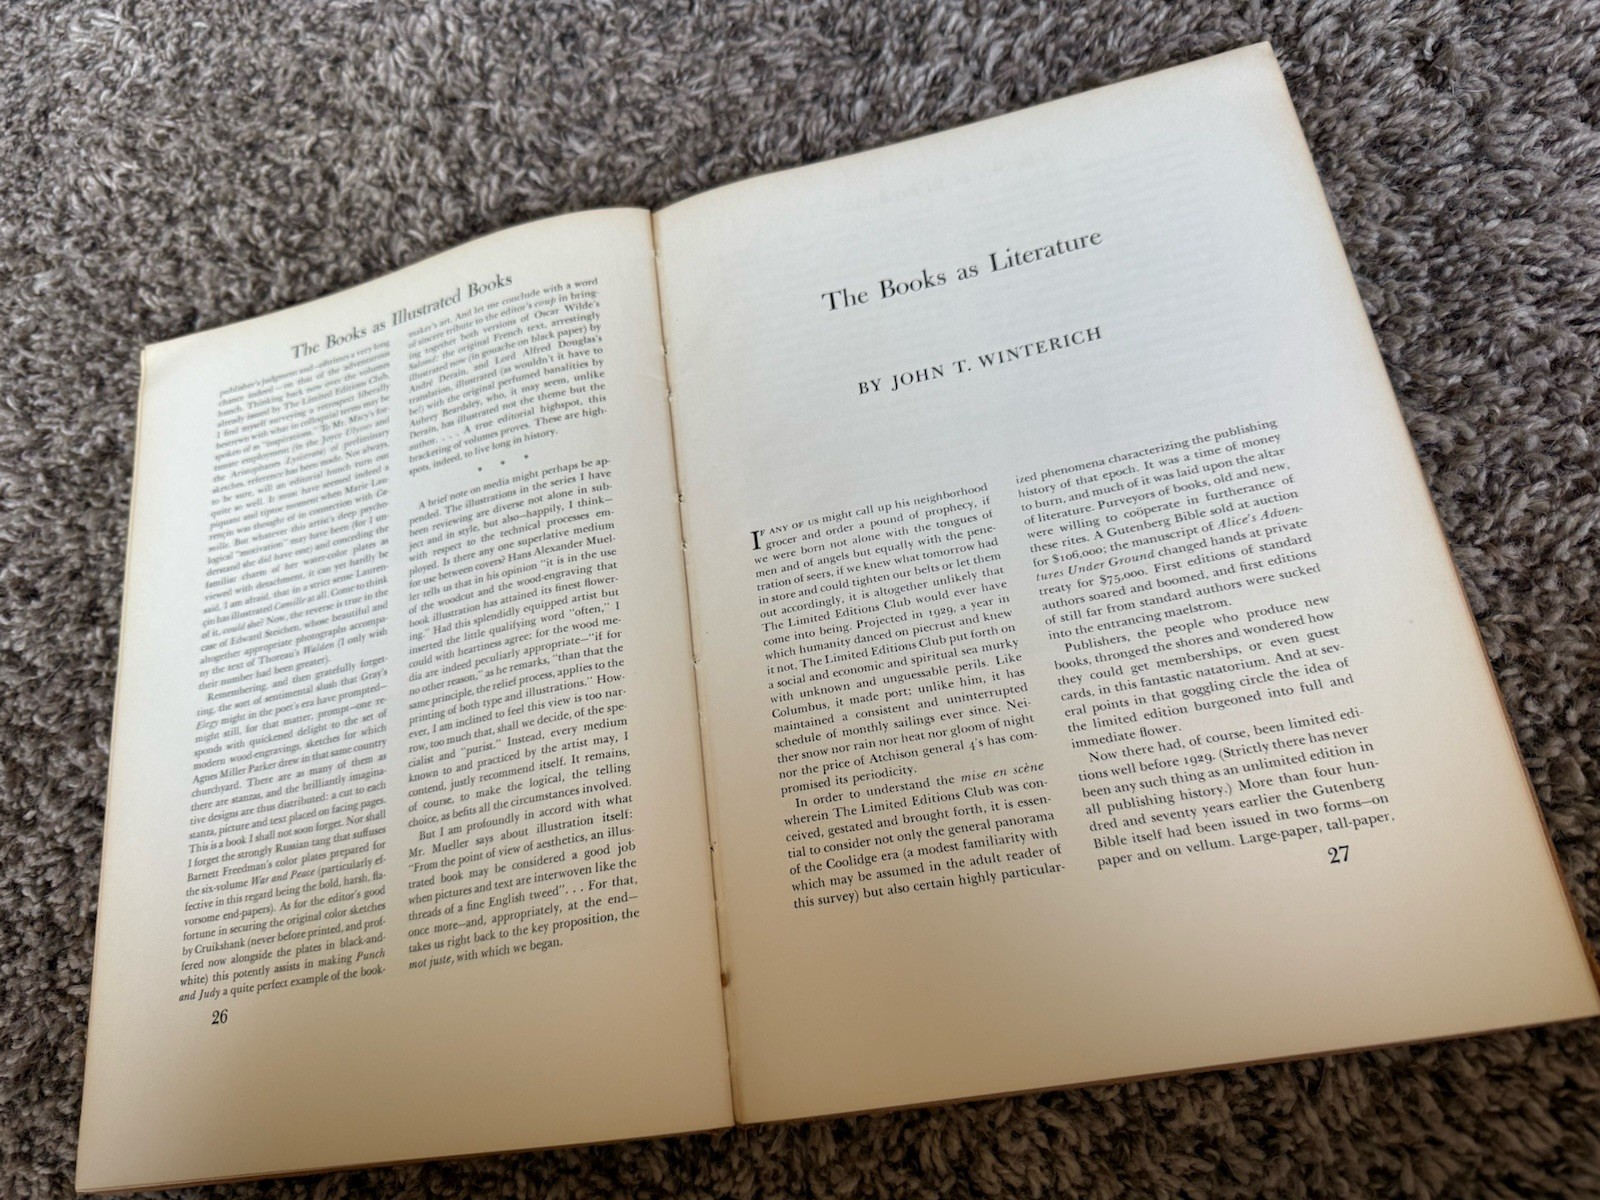 The Books as Illustrated Books
publisher's judgment and—oftimes a very long
chance indeed!—on that of the adventurous
hunch. Thinking back now over the volumes
already issued by The Limited Editions Club,
I find myself surveying a retrospect liberally
bestrewn with what in colloquial terms may be
spoken of as "inspirations." To Mr. Macy's for-
tunate employment (in the Joyce Ulysses and
the Aristophanes Lysistrata) of preliminary
sketches, reference has been made. Not always,
to be sure, will an editorial hunch turn out
quite so well. It must have seemed indeed a
piquant and tiptoe moment when Marie Lau-
rençin was thought of in connection with Ca-
mille. But whatever this artist's deep psycho-
logical "motivation" may have been (for I un-
derstand she did have one) and conceding the
familiar charm of her water-color plates as
viewed with detachment, it can yet hardly be
said, I am afraid, that in a strict sense Lauren-
çin has illustrated Camille at all. Come to think
of it, could she? Now, the reverse is true in the
case of Edward Steichen, whose beautiful and
altogether appropriate photographs accompa-
ny the text of Thoreau's Walden (I only wish
their number had been greater).
Remembering, and then gratefully forget-
ting, the sort of sentimental slush that Gray's
Elegy might in the poet's era have prompted—
might still, for that matter, prompt—one re-
sponds with quickened delight to the set of
modern wood-engravings, sketches for which
Agnes Miller Parker drew in that same country
churchyard. There are as many of them as
there are stanzas, and the brilliantly imagina-
tive designs are thus distributed: a cut to each
stanza, picture and text placed on facing pages.
This is a book I shall not soon forget. Nor shall
I forget the strongly Russian tang that suffuses
Barnett Freedman's color plates prepared for
the six-volume War and Peace (particularly ef-
fective in this regard being the bold, harsh, fla-
vorsome end-papers). As for the editor's good
fortune in securing the original color sketches
by Cruikshank (never before printed, and prof-
fered now alongside the plates in black-and-
white) this potently assists in making Punch
and Judy a quite perfect example of the book-
maker's art. And let me conclude with a word
of sincere tribute to the editor's coup in bring-
ing together both versions of Oscar Wilde's
Salomé: the original French text, arrestingly
illustrated now (in gouache on black paper) by
André Derain, and Lord Alfred Douglas's
translation, illustrated (as wouldn't it have to
be!) with the original perfumed banalities by
Aubrey Beardsley, who, it may seem, unlike
Derain, has illustrated not the theme but the
author. . . . A true editorial highspot, this
bracketing of volumes proves. These are high-
spots, indeed, to live long in history.
* * *
A brief note on media might perhaps be ap-
pended. The illustrations in the series I have
been reviewing are diverse not alone in sub-
ject and in style, but also—happily, I think—
with respect to the technical processes em-
ployed. Is there any one superlative medium
for use between covers? Hans Alexander Muel-
ler tells us that in his opinion "it is in the use
of the woodcut and the wood-engraving that
book illustration has attained its finest flower-
ing." Had this splendidly equipped artist but
inserted the little qualifying word "often," I
could with heartiness agree: for the wood me-
dia are indeed peculiarly appropriate—"if for
no other reason," as he remarks, "than that the
same principle, the relief process, applies to the
printing of both type and illustrations." How-
ever, I am inclined to feel this view is too nar-
row, too much that, shall we decide, of the spe-
cialist and "purist." Instead, every medium
known to and practiced by the artist may, I
contend, justly recommend itself. It remains,
of course, to make the logical, the telling
choice, as befits all the circumstances involved.
But I am profoundly in accord with what
Mr. Mueller says about illustration itself:
"From the point of view of aesthetics, an illus-
trated book may be considered a good job
when pictures and text are interwoven like the
threads of a fine English tweed". . . For that,
once more—and, appropriately, at the end—
takes us right back to the key proposition, the
mot juste, with which we began.
26
The Books as Literature
BY JOHN T. WINTERICH
IF ANY OF US might call up his neighborhood
grocer and order a pound of prophecy, if
we were born not alone with the tongues of
men and of angels but equally with the pene-
tration of seers, if we knew what tomorrow had
in store and could tighten our belts or let them
out accordingly, it is altogether unlikely that
The Limited Editions Club would ever have
come into being. Projected in 1929, a year in
which humanity danced on piecrust and knew
it not, The Limited Editions Club put forth on
a social and economic and spiritual sea murky
with unknown and unguessable perils. Like
Columbus, it made port; unlike him, it has
maintained a consistent and uninterrupted
schedule of monthly sailings ever since. Nei-
ther snow nor rain nor heat nor gloom of night
nor the price of Atchison general 4's has com-
promised its periodicity.
In order to understand the mise en scène
wherein The Limited Editions Club was con-
ceived, gestated and brought forth, it is essen-
tial to consider not only the general panorama
of the Coolidge era (a modest familiarity with
which may be assumed in the adult reader of
this survey) but also certain highly particular-
ized phenomena characterizing the publishing
history of that epoch. It was a time of money
to burn, and much of it was laid upon the altar
of literature. Purveyors of books, old and new,
were willing to coöperate in furtherance of
these rites. A Gutenberg Bible sold at auction
for $106,000; the manuscript of Alice's Adven-
tures Under Ground changed hands at private
treaty for $75,000. First editions of standard
authors soared and boomed, and first editions
of still far from standard authors were sucked
into the entrancing maelstrom.
Publishers, the people who produce new
books, thronged the shores and wondered how
they could get memberships, or even guest
cards, in this fantastic natatorium. And at sev-
eral points in that goggling circle the idea of
the limited edition burgeoned into full and
immediate flower.
Now there had, of course, been limited edi-
tions well before 1929. (Strictly there has never
been any such thing as an unlimited edition in
all publishing history.) More than four hun-
dred and seventy years earlier the Gutenberg
Bible itself had been issued in two forms—on
paper and on vellum. Large-paper, tall-paper,
27